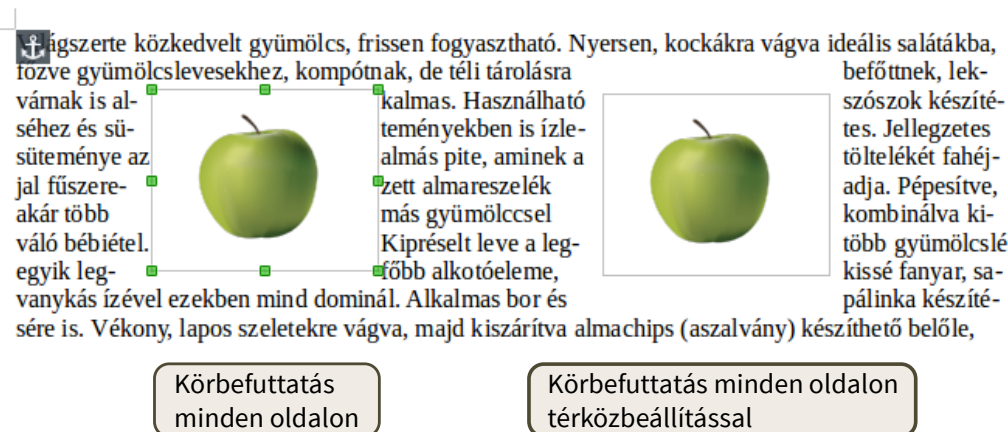 Világszerte közkedvelt gyümölcs, frissen fogyasztható. Nyersen, kockákra vágva ideális salátákba,
főzve gyümölcslevesekhez, kompótnak, de téli tárolásra befőttnek, lek-
várnak is al- kalmas. Használható szószok készíté-
séhez és sü- teményekben is ízle- tes. Jellegzetes
süteménye az almás pite, aminek a töltelékét fahéj-
jal fűszere- zett almareszelék adja. Pépesítve,
akár több más gyümölccsel kombinálva ki-
váló bébiétel. Kipréselt leve a leg- több gyümölcslé
egyik leg- főbb alkotóeleme, kissé fanyar, sa-
vanykás ízével ezekben mind dominál. Alkalmas bor és pálinka készíté-
sére is. Vékony, lapos szeletekre vágva, majd kiszárítva almachips (aszalvány) készíthető belőle,
Körbefuttatás
minden oldalon
Körbefuttatás minden oldalon
térközbeállítással